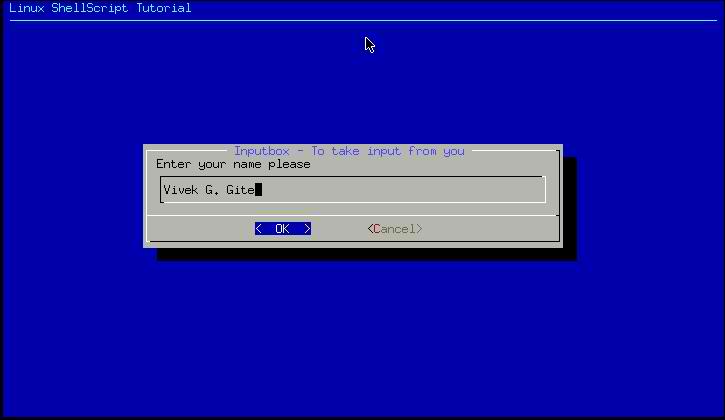 Linux ShellScript Tutorial
Inputbox - To take input from you
Enter your name please
Vivek G. Gite
< OK > <Cancel>